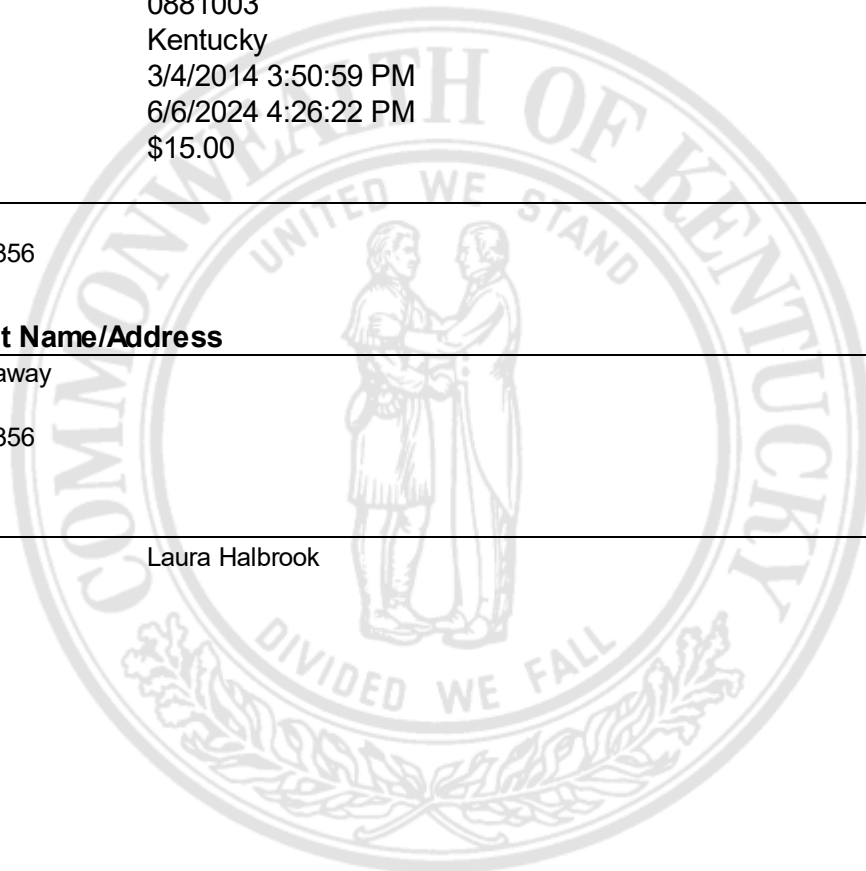 0881003
Kentucky
3/4/2014 3:50:59 PM
6/6/2024 4:26:22 PM
$15.00
356
t Name/Address
away
356
Laura Halbrook
COMMONWEALTH OF KENTUCKY
UNITED WE STAND
DIVIDED WE FALL